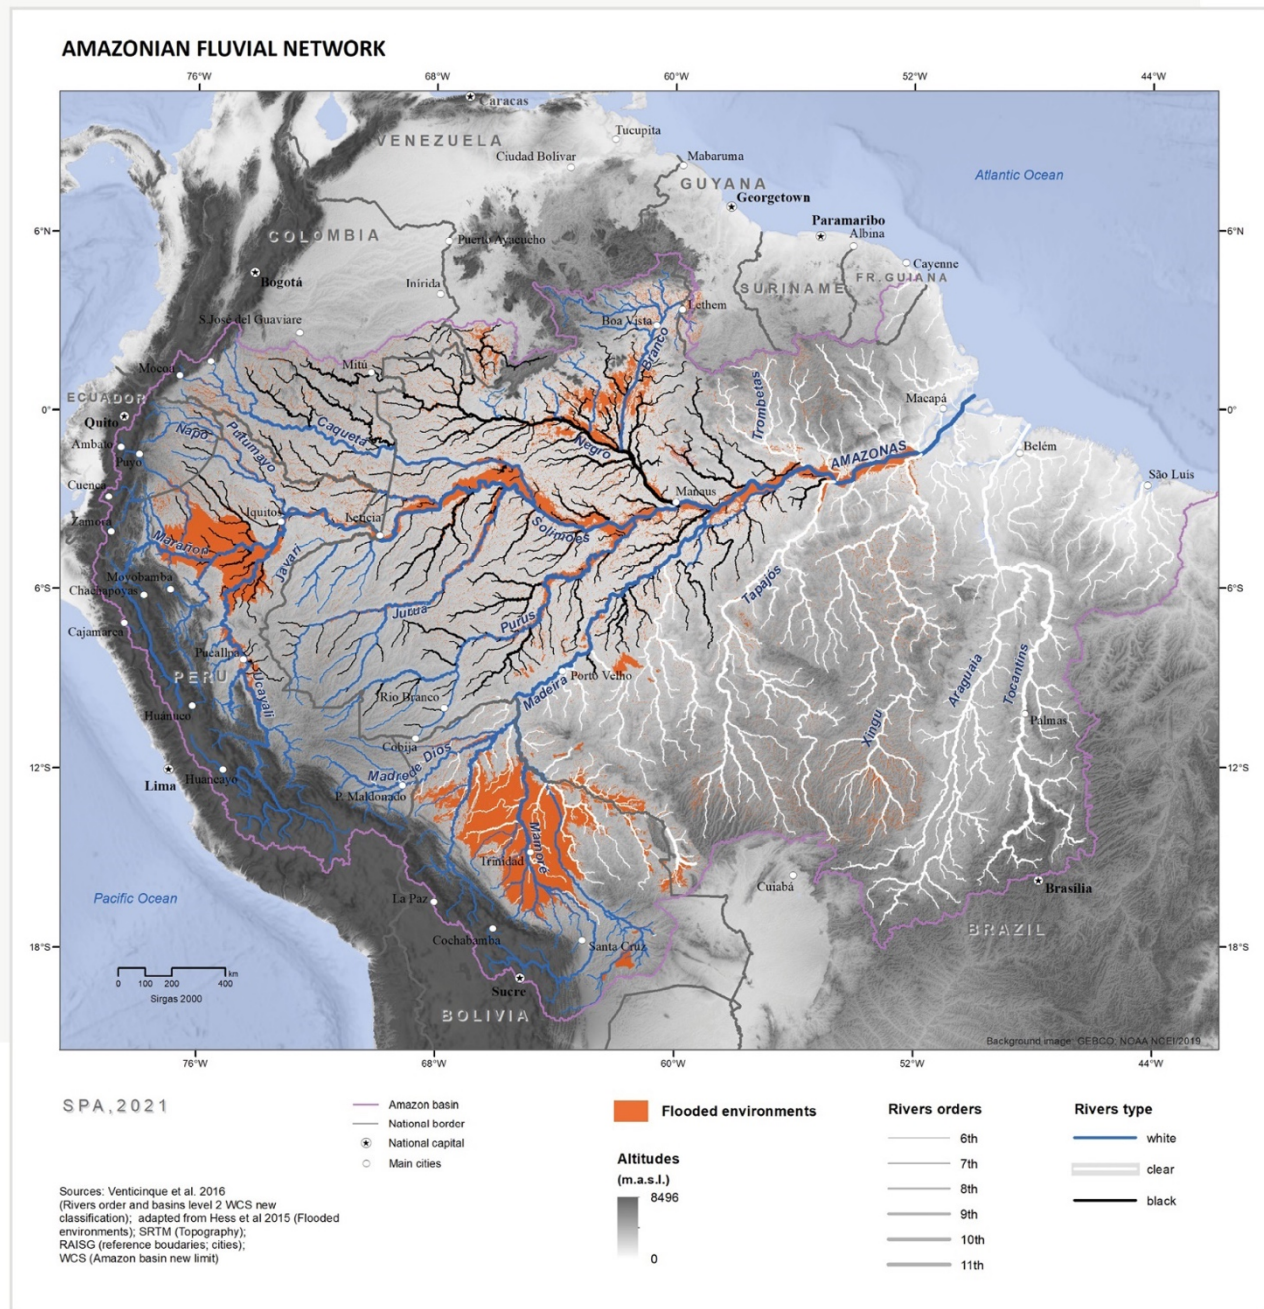 AMAZONIAN FLUVIAL NETWORK
76°W
68°W
60°W
52°W
44°W
Caracas
VENEZUELA
Tucupita
Ciudad Bolivar
Mabaruma
GUYANA
Georgetown
Atlantic Ocean
Paramaribo
6°N
COLOMBIA
Puerto Ayacucho
Albina
6°N
Cayenne
Bogotá
FR.GUIANA
Inirida
SURINAME
Lethem
S.José del Guaviare
Boa Vista
Branco
Mocoa
Mitú
Trombetas
ECUADOR
Macapá
0°
0°
Quito
Napo
Putumayo
Caqueta
Negro
Ambato
AMAZONAS
Belém
Puyo
São Luis
Cuenca
Manaus
Iquitos
Leticia
Zamora
Solimoes
Marañon
Javari
Moyobamba
Tapajós
6°S
Chachapoyas
6°S
Jurua
Purus
Cajamarca
Pucallpa
PERU
Ucayali
Porto Velho
Araguaia
Tocantins
Rio Branco
Madeira
Huánuco
Palmas
Xingu
Cobija
12°S
Madre de Dios
12°S
Lima
Huancayo
P. Maldonado
Mamore
Trinidad
Cuiabá
Brasília
Pacific Ocean
La Paz
BRAZIL
Cochabamba
18°S
Santa Cruz
18°S
0 100 200 400 km
Sirgas 2000
Sucre
BOLIVIA
Background image: GEBCO; NOAA NCEI/2019
76°W
68°W
60°W
52°W
44°W
SPA,2021
Amazon basin
National border
National capital
Main cities
Flooded environments
Altitudes
(m.a.s.l.)
8496
0
Rivers orders
6th
7th
8th
9th
10th
11th
Rivers type
white
clear
black
Sources: Venticinque et al. 2016
(Rivers order and basins level 2 WCS new
classification); adapted from Hess et al 2015 (Flooded
environments); SRTM (Topography);
RAISG (reference boudaries; cities);
WCS (Amazon basin new limit)